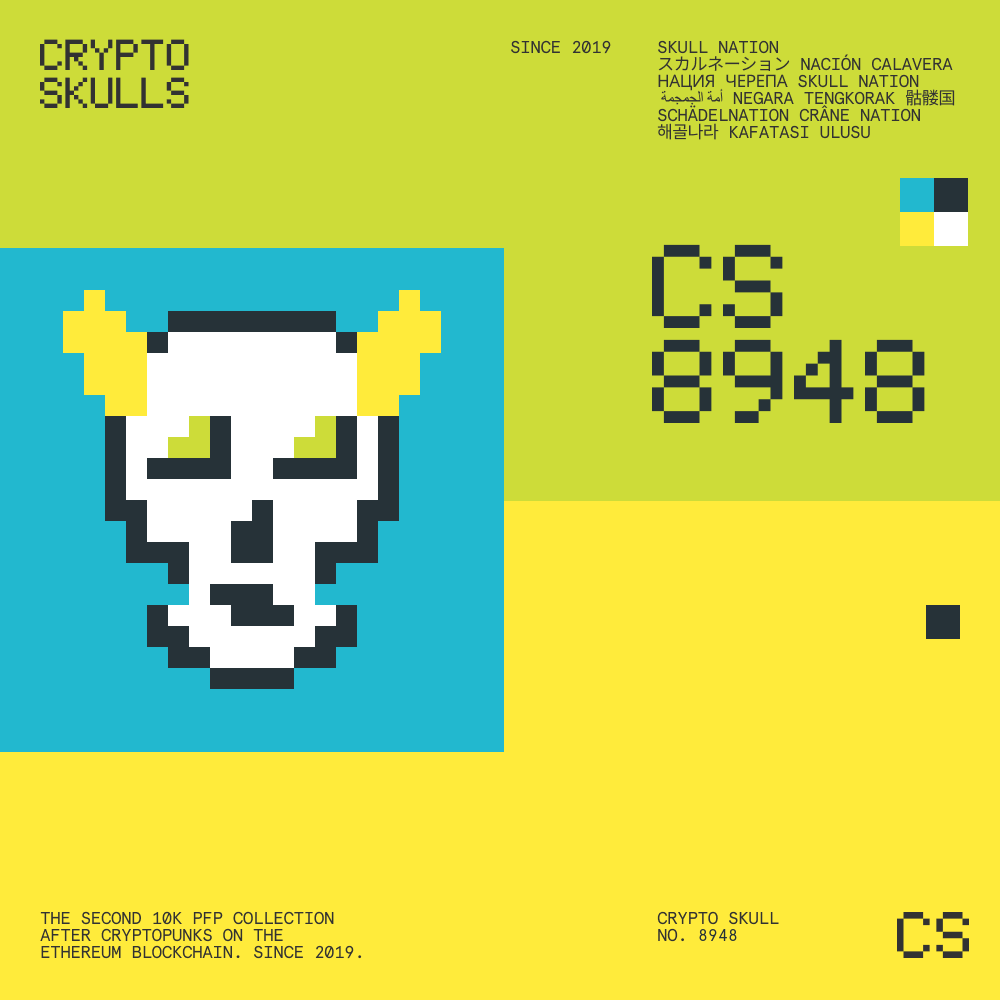 CRYPTO
SKULLS
SINCE 2019
SKULL NATION
スカルネーション NACIÓN CALAVERA
НАЦИЯ ЧЕРЕПА SKULL NATION
أمة الجمجمة NEGARA TENGKORAK 骷髅国
SCHÄDELNATION CRÂNE NATION
해골나라 KAFATASI ULUSU
CS
8948
THE SECOND 10K PFP COLLECTION
AFTER CRYPTOPUNKS ON THE
ETHEREUM BLOCKCHAIN. SINCE 2019.
CRYPTO SKULL
NO. 8948
CS